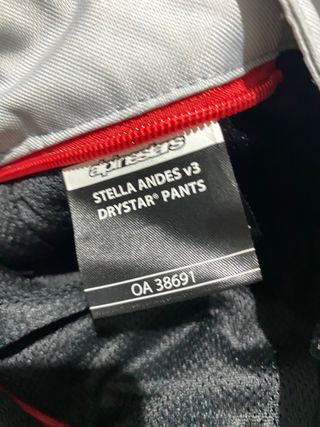 alpinestars
STELLA ANDES v3
DRYSTAR® PANTS
OA 38691